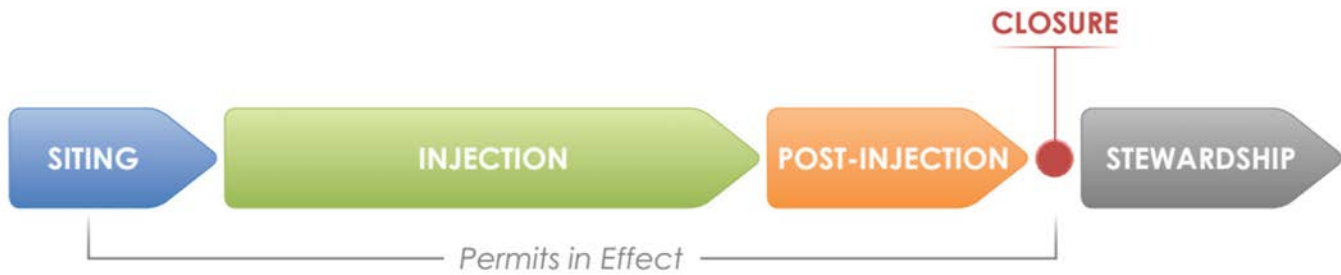 CLOSURE
SITING
INJECTION
POST-INJECTION
STEWARDSHIP
Permits in Effect